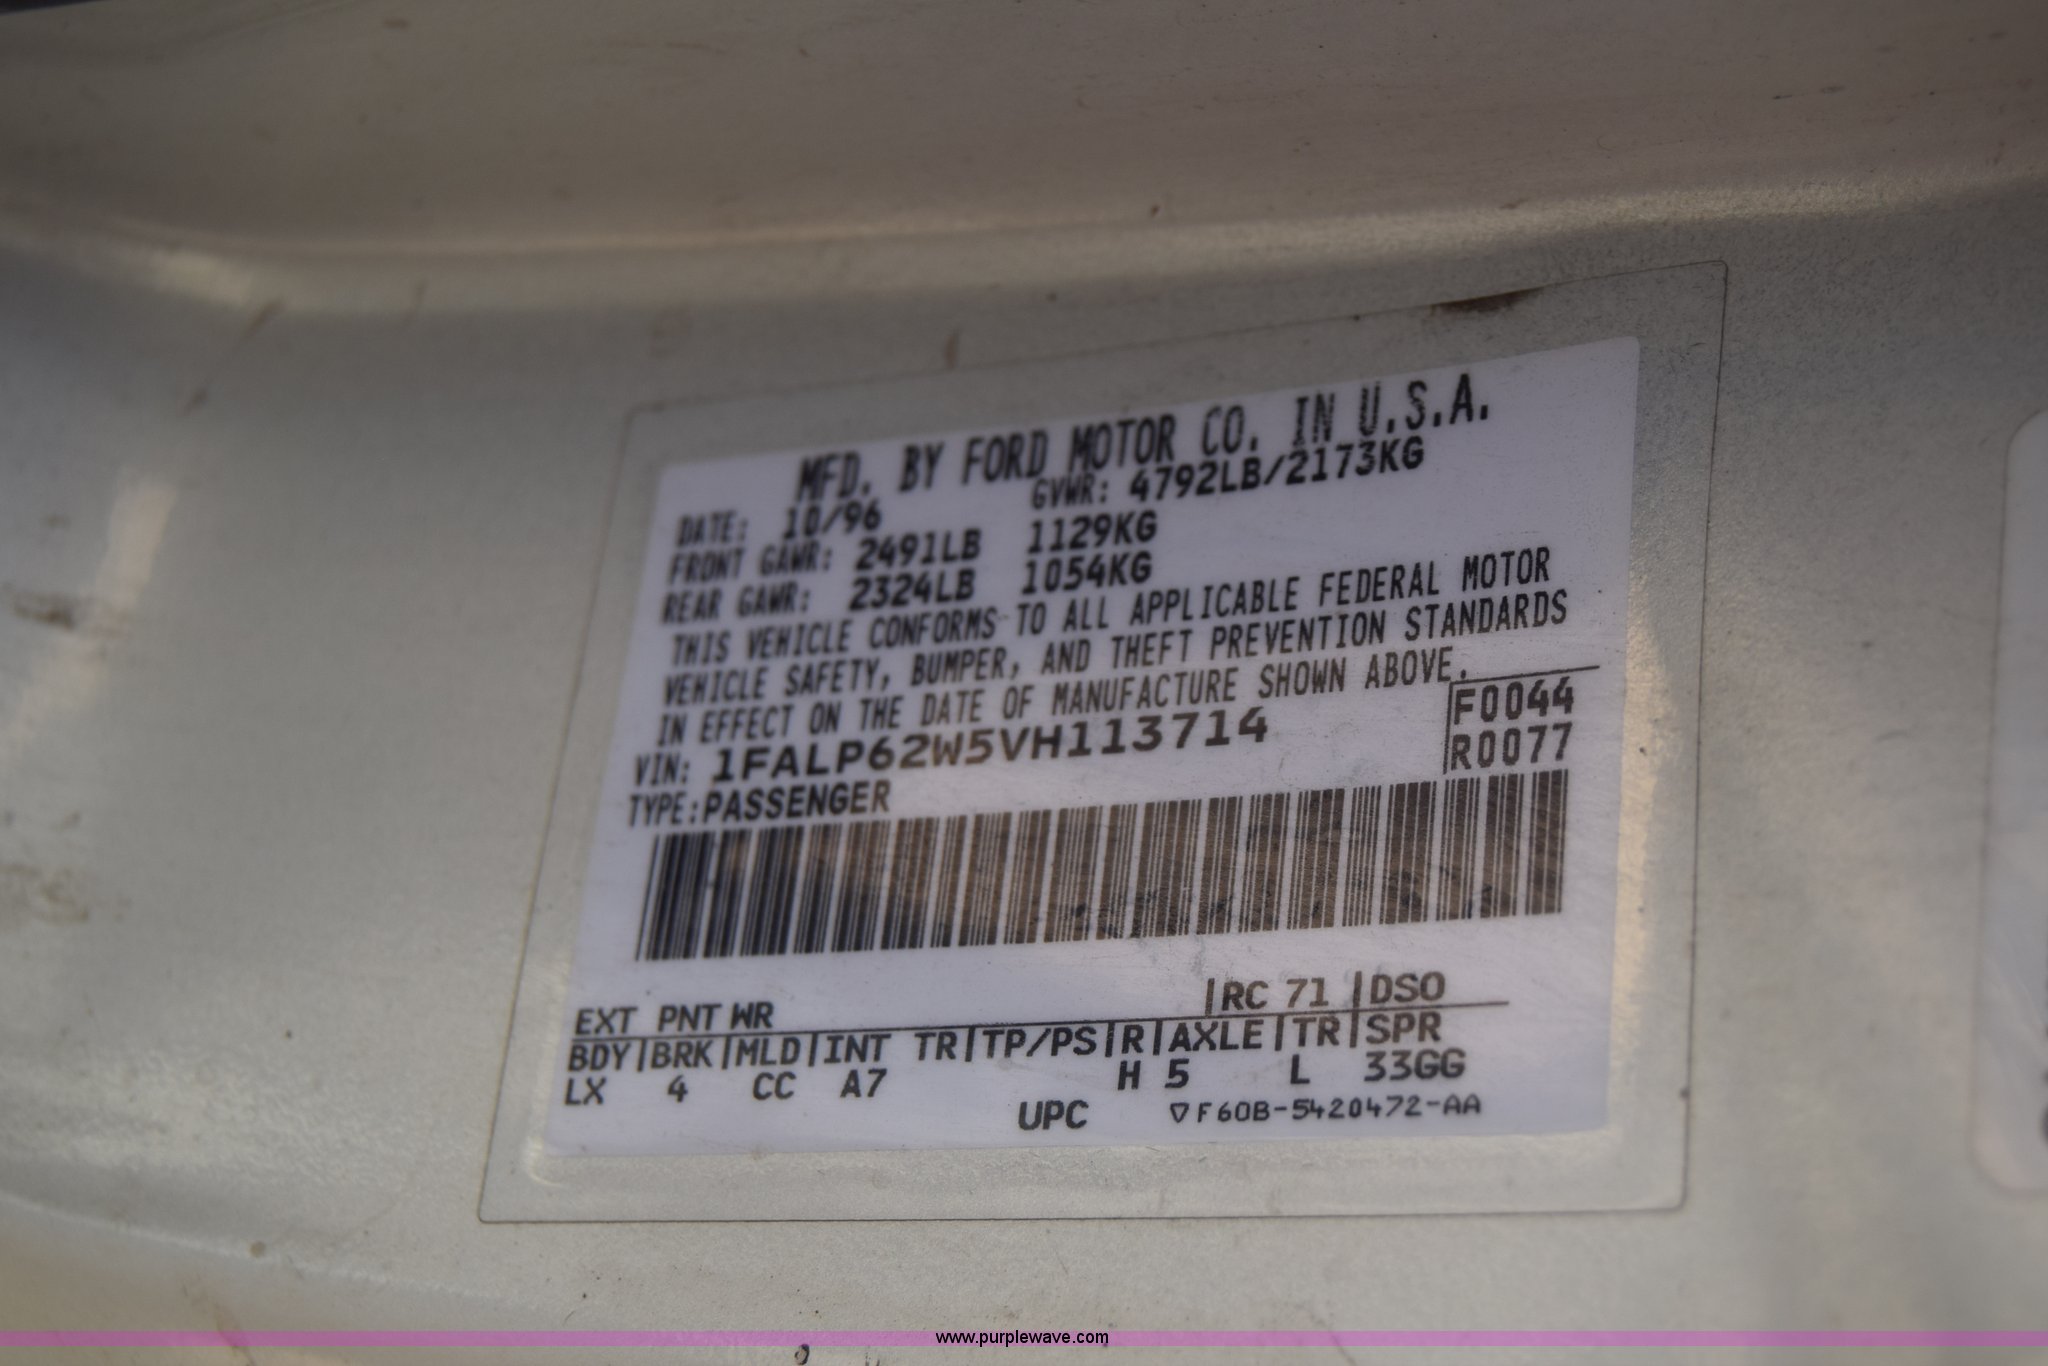 MFD. BY FORD MOTOR CO. IN U.S.A.
DATE: 10/96 GVWR: 4792LB/2173KG
FRONT GAWR: 2491LB 1129KG
REAR GAWR: 2324LB 1054KG
THIS VEHICLE CONFORMS TO ALL APPLICABLE FEDERAL MOTOR
VEHICLE SAFETY, BUMPER, AND THEFT PREVENTION STANDARDS
IN EFFECT ON THE DATE OF MANUFACTURE SHOWN ABOVE.
VIN: 1FALP62W5VH113714 F0044
TYPE:PASSENGER R0077
EXT PNT WR |RC 71 |DSO
BDY|BRK|MLD|INT TR|TP/PS|R|AXLE|TR|SPR
LX 4 CC A7 H 5 L 33GG
UPC ▽F60B-5420472-AA
www.purplewave.com